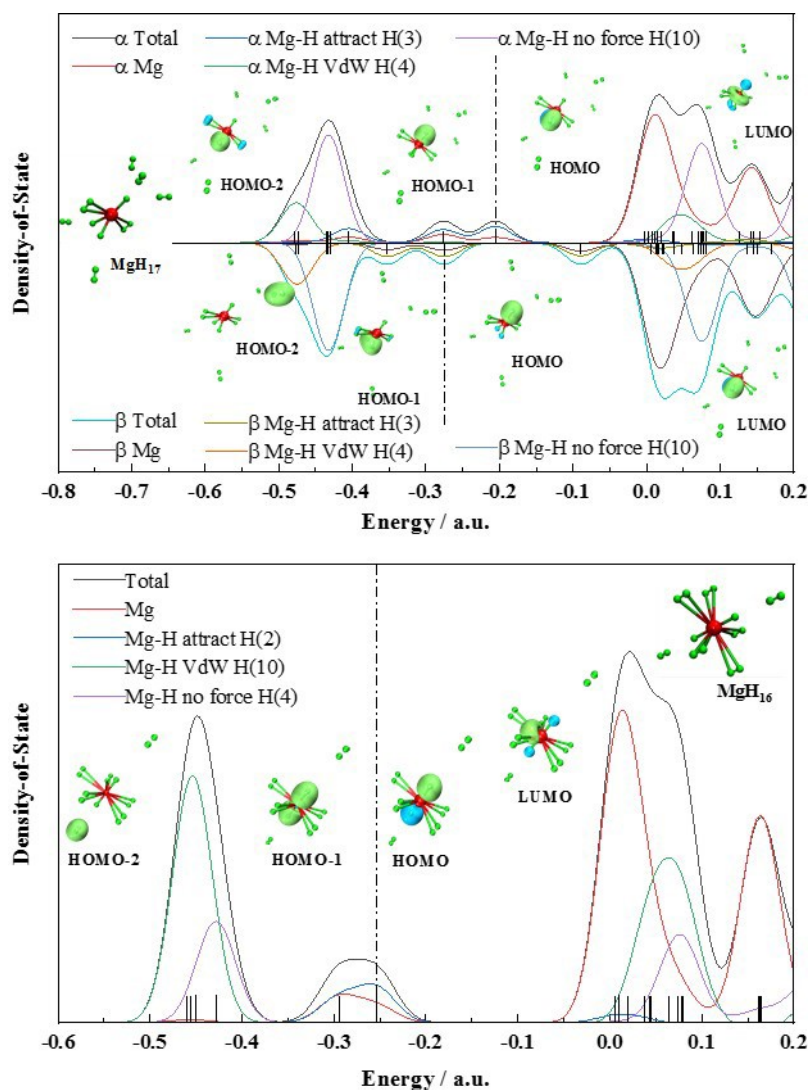 α Total α Mg-H attract H(3) α Mg-H no force H(10)
α Mg α Mg-H VdW H(4)
LUMO
HOMO-2 HOMO-1 HOMO
MgH17
HOMO-2 HOMO
HOMO-1 LUMO
β Total β Mg-H attract H(3)
β Mg β Mg-H VdW H(4) β Mg-H no force H(10)
Density-of-State
-0.8 -0.7 -0.6 -0.5 -0.4 -0.3 -0.2 -0.1 0.0 0.1 0.2
Energy / a.u.
Total
Mg
Mg-H attract H(2)
Mg-H VdW H(10)
Mg-H no force H(4)
MgH16
LUMO
HOMO-2 HOMO-1 HOMO
Density-of-State
-0.6 -0.5 -0.4 -0.3 -0.2 -0.1 0.0 0.1 0.2
Energy / a.u.